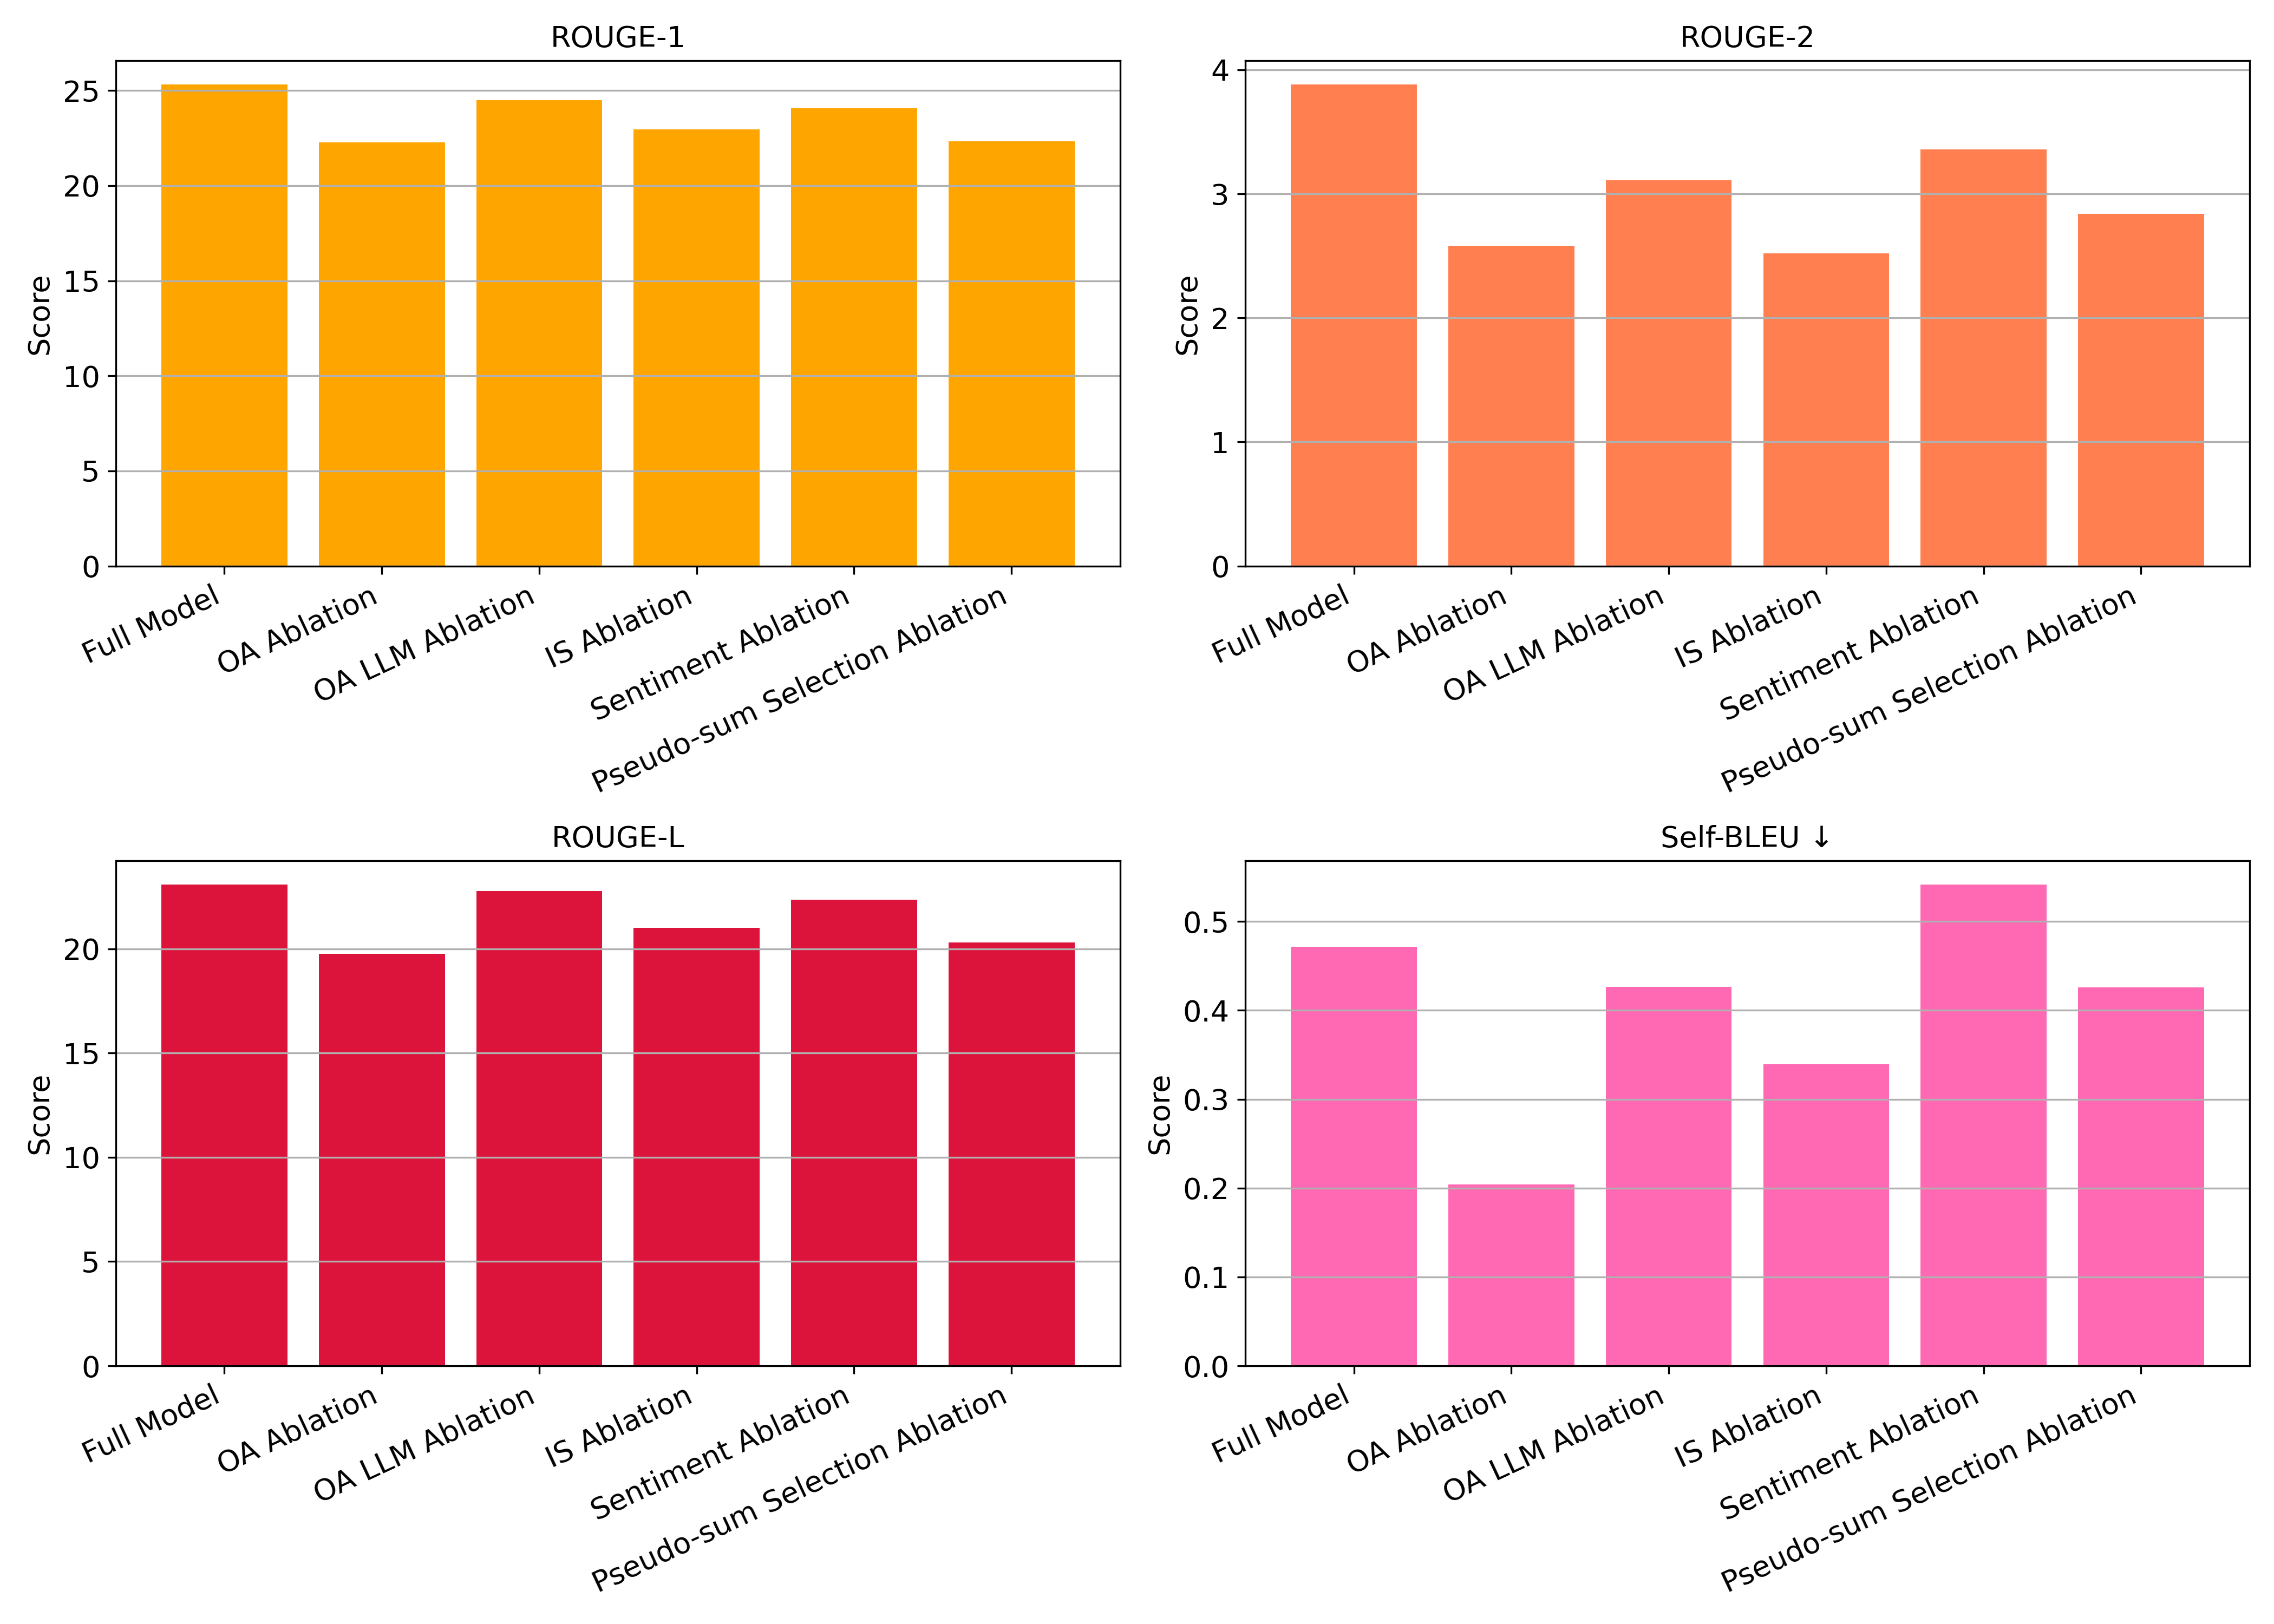 ROUGE-1
Score
25
20
15
10
5
0
Full Model
OA Ablation
OA LLM Ablation
IS Ablation
Sentiment Ablation
Pseudo-sum Selection Ablation
ROUGE-2
Score
4
3
2
1
0
Full Model
OA Ablation
OA LLM Ablation
IS Ablation
Sentiment Ablation
Pseudo-sum Selection Ablation
ROUGE-L
Score
20
15
10
5
0
Full Model
OA Ablation
OA LLM Ablation
IS Ablation
Sentiment Ablation
Pseudo-sum Selection Ablation
Self-BLEU ↓
Score
0.5
0.4
0.3
0.2
0.1
0.0
Full Model
OA Ablation
OA LLM Ablation
IS Ablation
Sentiment Ablation
Pseudo-sum Selection Ablation